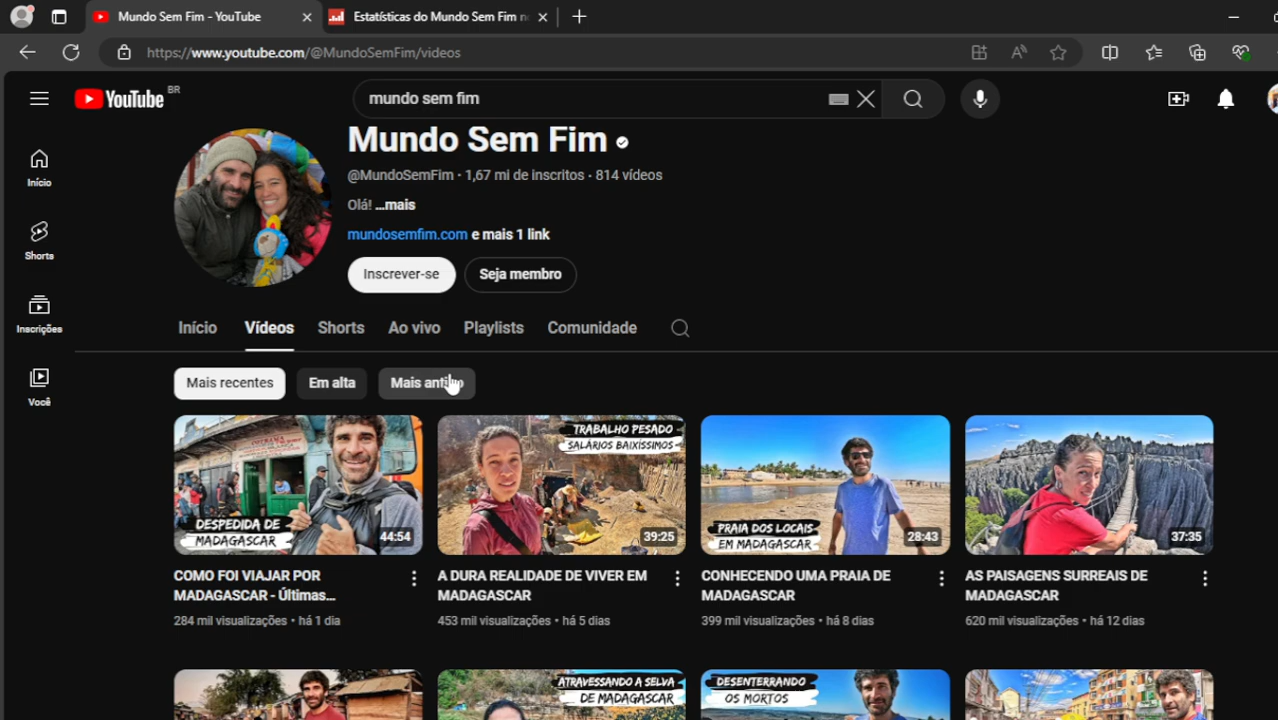 Mundo Sem Fim - YouTube
Estatísticas do Mundo Sem Fim n
https://www.youtube.com/@MundoSemFim/videos
YouTube BR
mundo sem fim
Mundo Sem Fim
@MundoSemFim · 1,67 mi de inscritos · 814 vídeos
Olá! ...mais
mundosemfim.com e mais 1 link
Inscrever-se
Seja membro
Início
Shorts
Inscrições
Você
Início
Vídeos
Shorts
Ao vivo
Playlists
Comunidade
Mais recentes
Em alta
Mais antigo
DESPEDIDA DE
MADAGASCAR
44:54
TRABALHO PESADO
SALÁRIOS BAIXÍSSIMOS
39:25
PRAIA DOS LOCAIS
EM MADAGASCAR
28:43
37:35
COMO FOI VIAJAR POR
MADAGASCAR - Últimas...
284 mil visualizações • há 1 dia
A DURA REALIDADE DE VIVER EM
MADAGASCAR
453 mil visualizações • há 5 dias
CONHECENDO UMA PRAIA DE
MADAGASCAR
399 mil visualizações • há 8 dias
AS PAISAGENS SURREAIS DE
MADAGASCAR
620 mil visualizações • há 12 dias
ATRAVESSANDO A SELVA
DE MADAGASCAR
DESENTERRANDO
OS MORTOS